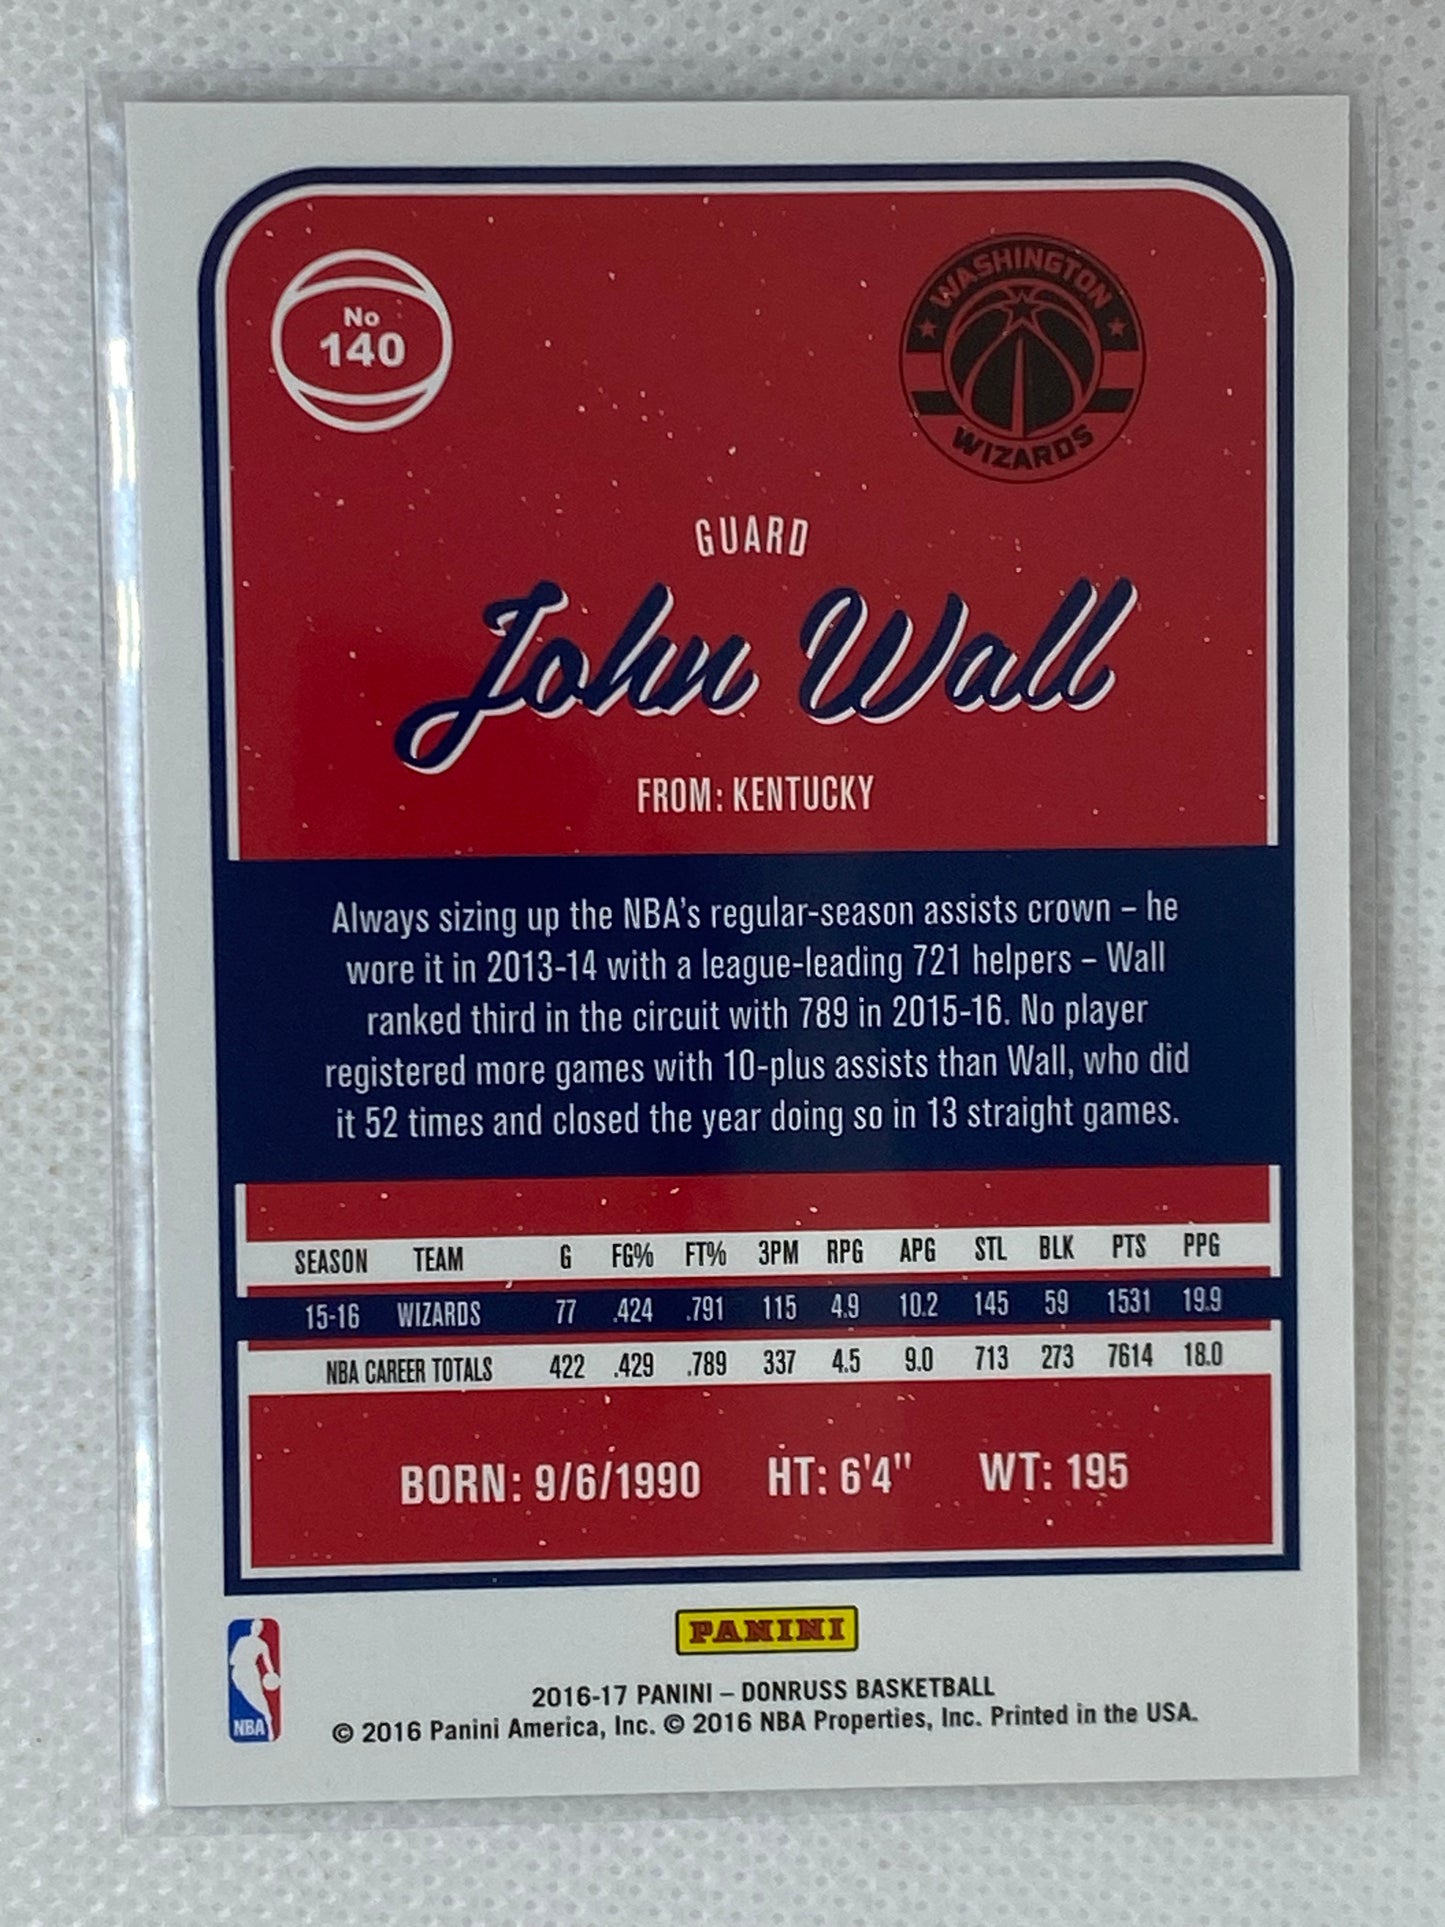 No
140
WASHINGTON
WIZARDS
GUARD
John Wall
FROM: KENTUCKY
Always sizing up the NBA's regular-season assists crown – he
wore it in 2013-14 with a league-leading 721 helpers – Wall
ranked third in the circuit with 789 in 2015-16. No player
registered more games with 10-plus assists than Wall, who did
it 52 times and closed the year doing so in 13 straight games.
SEASON TEAM G FG% FT% 3PM RPG APG STL BLK PTS PPG
15-16 WIZARDS 77 .424 .791 115 4.9 10.2 145 59 1531 19.9
NBA CAREER TOTALS 422 .429 .789 337 4.5 9.0 713 273 7614 18.0
BORN: 9/6/1990 HT: 6'4" WT: 195
PANINI
NBA
2016-17 PANINI – DONRUSS BASKETBALL
© 2016 Panini America, Inc. © 2016 NBA Properties, Inc. Printed in the USA.